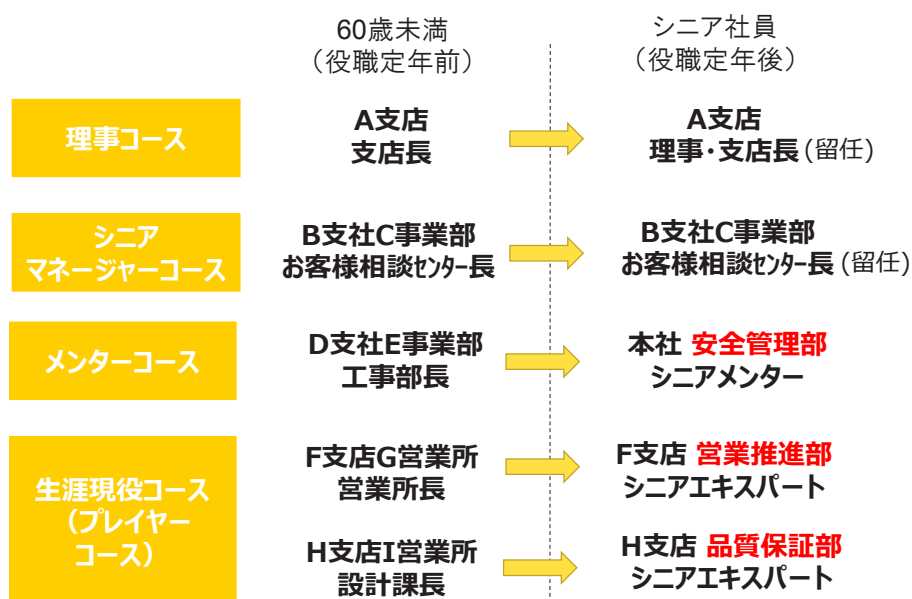 60歳未満
（役職定年前）
シニア社員
（役職定年後）
理事コース
A支店
支店長
A支店
理事・支店長 (留任)
シニア
マネージャーコース
B支社C事業部
お客様相談ｾﾝﾀｰ長
B支社C事業部
お客様相談ｾﾝﾀｰ長 (留任)
メンターコース
D支社E事業部
工事部長
本社 安全管理部
シニアメンター
生涯現役コース
（プレイヤー
コース）
F支店G営業所
営業所長
F支店 営業推進部
シニアエキスパート
H支店I営業所
設計課長
H支店 品質保証部
シニアエキスパート